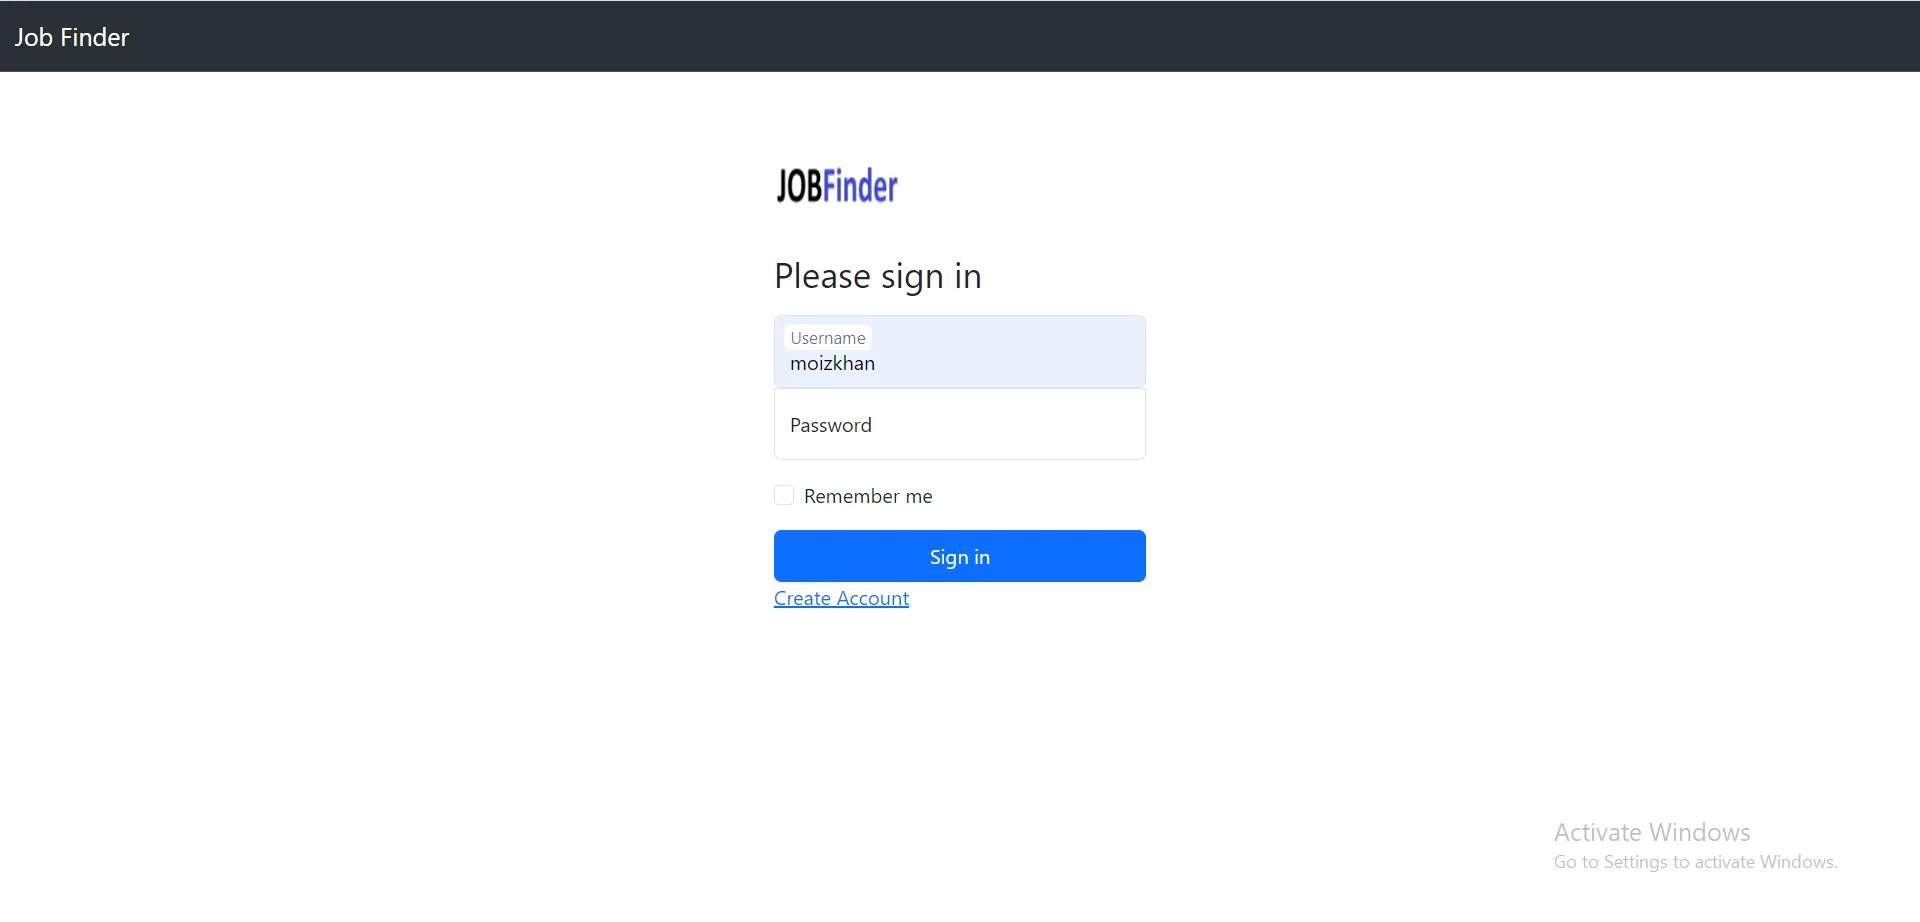 Job Finder
JOBFinder
Please sign in
Username
moizkhan
Password
Remember me
Sign in
Create Account
Activate Windows
Go to Settings to activate Windows.